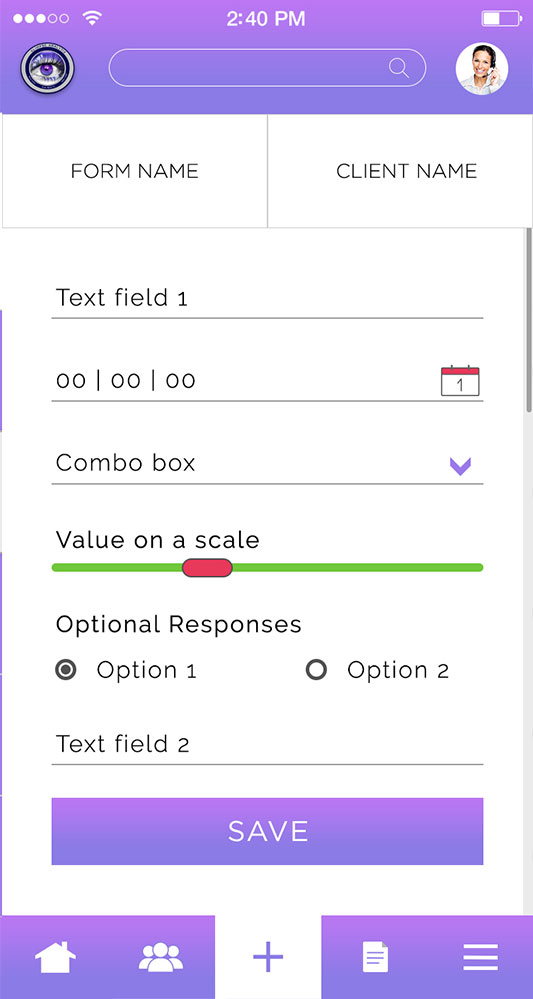 2:40 PM
FORM NAME
CLIENT NAME
Text field 1
00 | 00 | 00
1
Combo box
Value on a scale
Optional Responses
Option 1
Option 2
Text field 2
SAVE